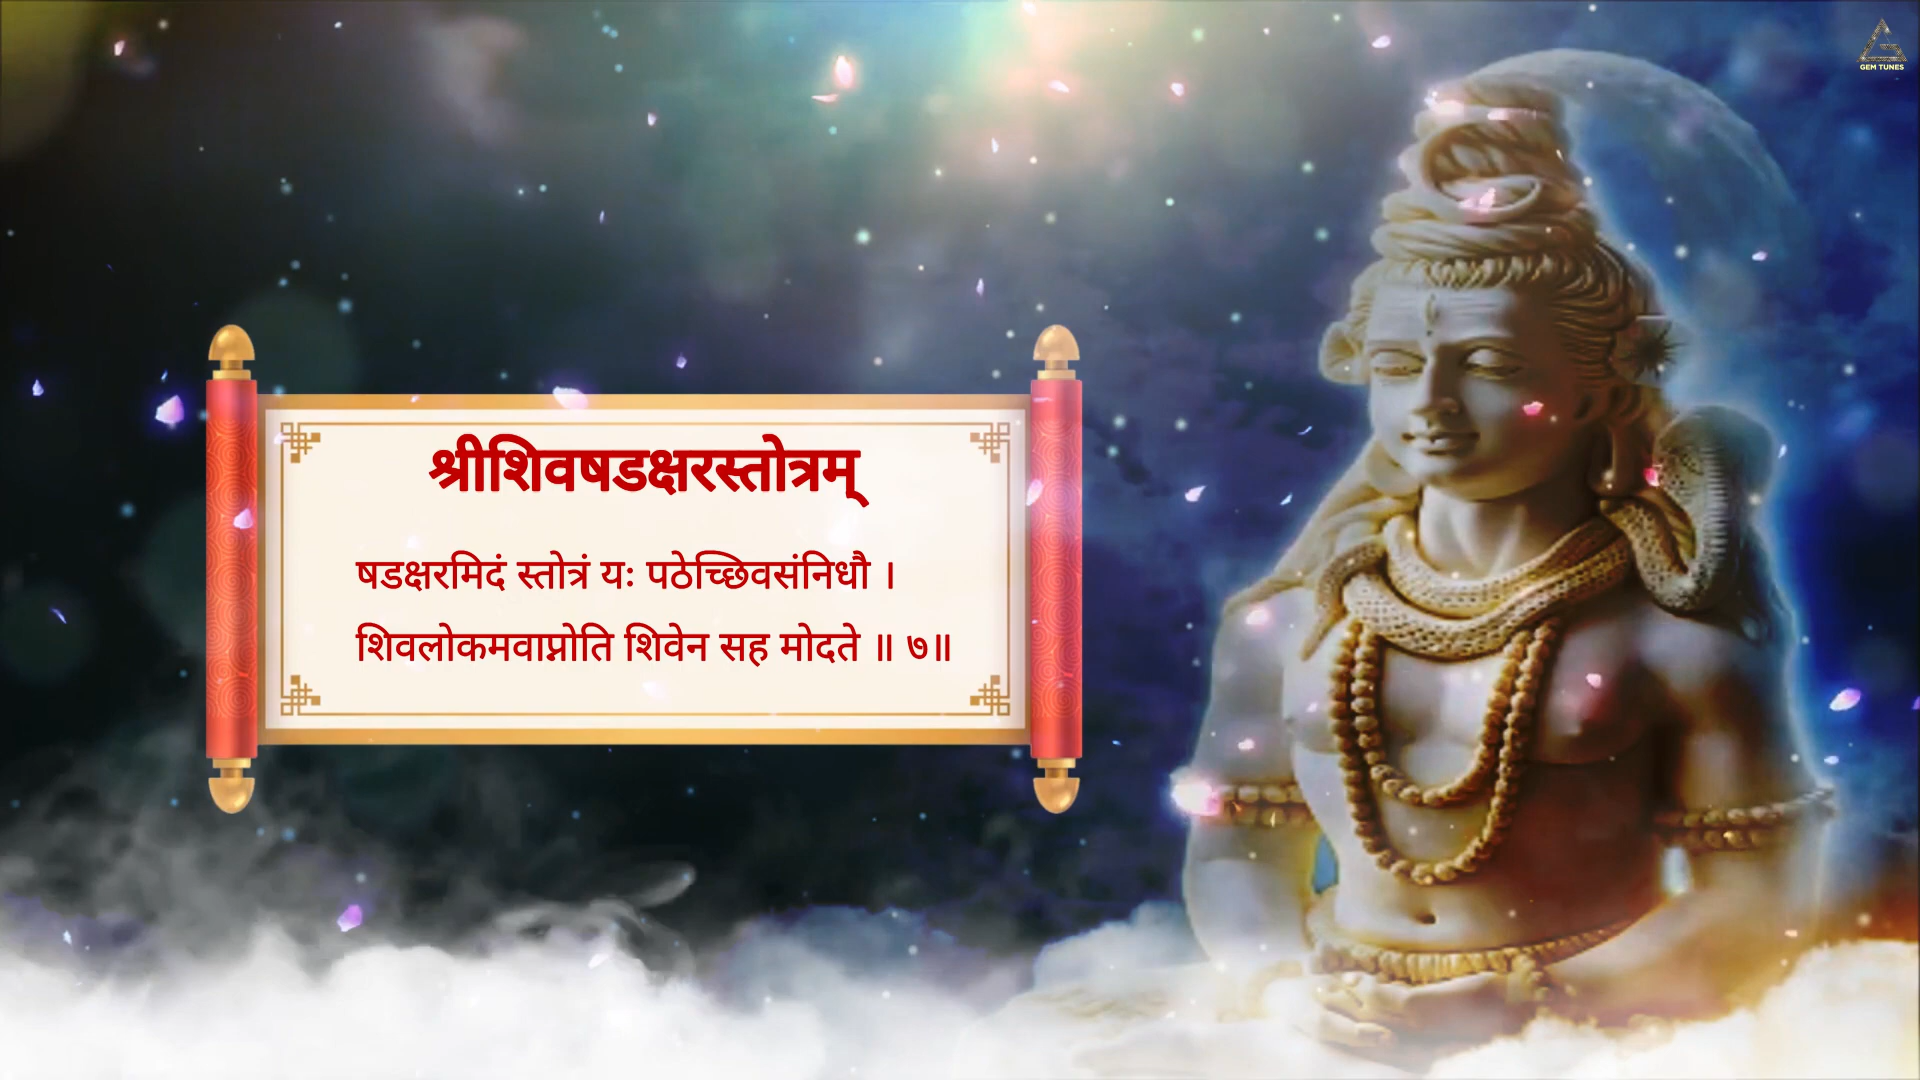 GEM TUNES
श्रीशिवषडक्षरस्तोत्रम्
षडक्षरमिदं स्तोत्रं यः पठेच्छिवसंनिधौ ।
शिवलोकमवाप्नोति शिवेन सह मोदते ॥ ७॥